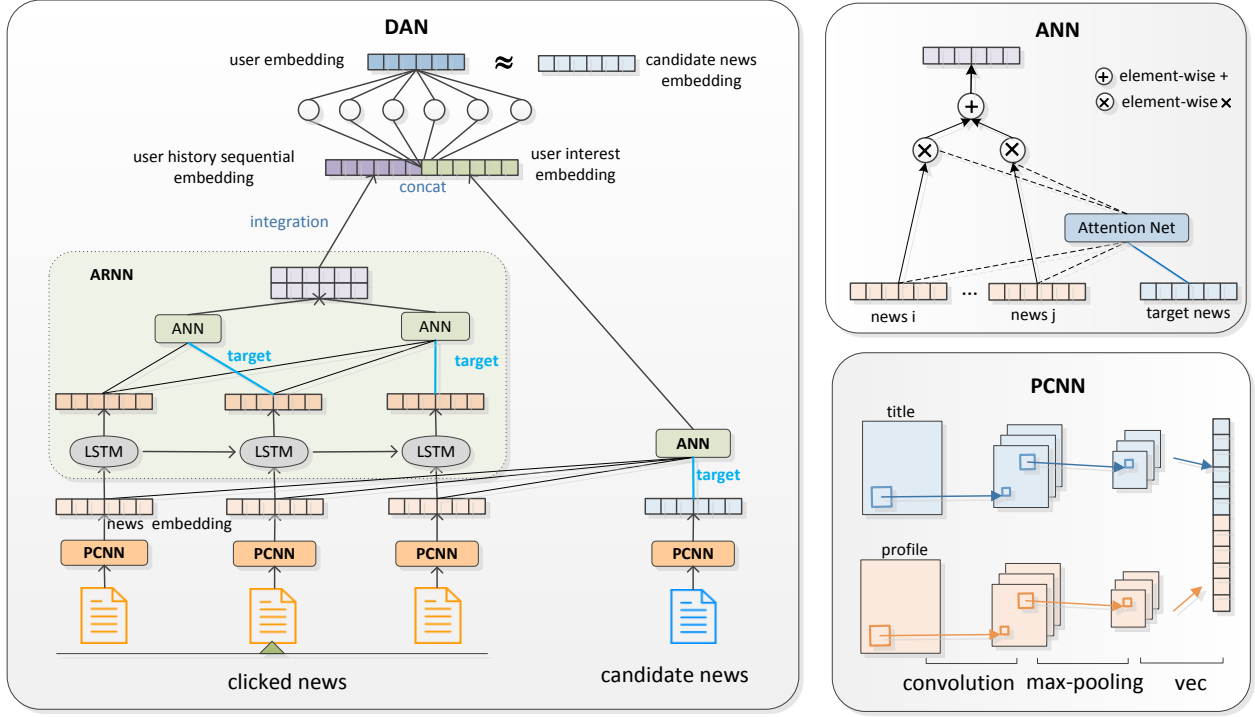 DAN
user embedding
≈
candidate news
embedding
user history sequential
embedding
user interest
embedding
concat
integration
ARNN
ANN
ANN
target
target
LSTM
LSTM
LSTM
ANN
target
news embedding
PCNN
PCNN
PCNN
PCNN
clicked news
candidate news
ANN
+ element-wise +
× element-wise ×
+
×
×
Attention Net
...
news i
news j
target news
PCNN
title
profile
convolution
max-pooling
vec